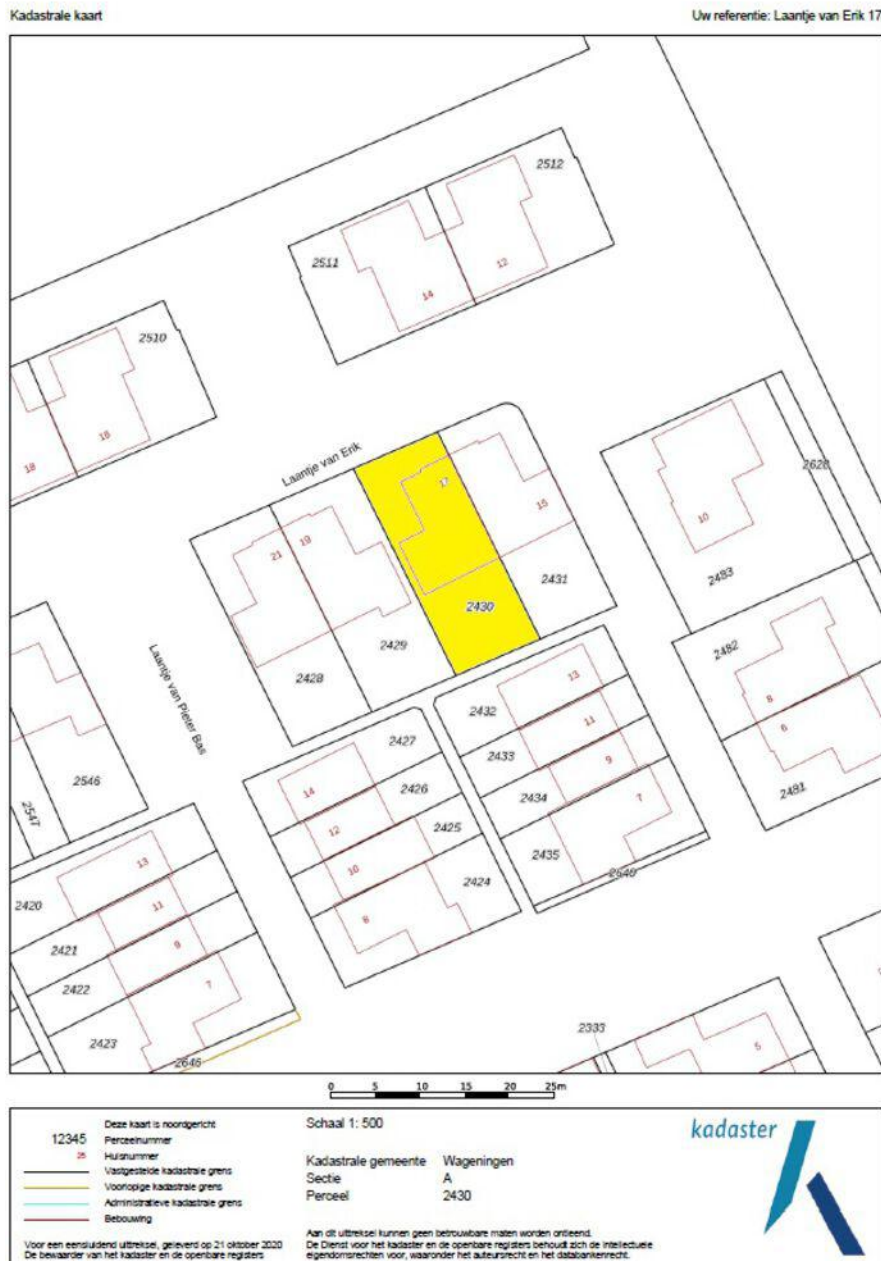 Kadastrale kaart
Uw referentie: Laantje van Erik 17
2512
2511
12
14
2510
16
18
Laantje van Erik
17
15
2628
10
21
19
2483
2431
2430
2429
2428
2482
Laantje van Pieter Bas
13
2432
8
2427
11
6
2433
9
2546
14
2426
2434
7
2481
2547
12
2425
13
10
2435
2640
2424
2420
11
8
2421
9
2422
7
2333
2423
5
2646
0 5 10 15 20 25m
Deze kaart is noordgericht
12345 Perceelnummer
25 Huisnummer
Vastgestelde kadastrale grens
Voorlopige kadastrale grens
Administratieve kadastrale grens
Bebouwing
Voor een eensluidend uittreksel, geleverd op 21 oktober 2020
De bewaarder van het kadaster en de openbare registers
Schaal 1: 500
Kadastrale gemeente Wageningen
Sectie A
Perceel 2430
Aan dit uittreksel kunnen geen betrouwbare maten worden ontleend.
De Dienst voor het kadaster en de openbare registers behoudt zich de intellectuele
eigendomsrechten voor, waaronder het auteursrecht en het databankenrecht.
kadaster